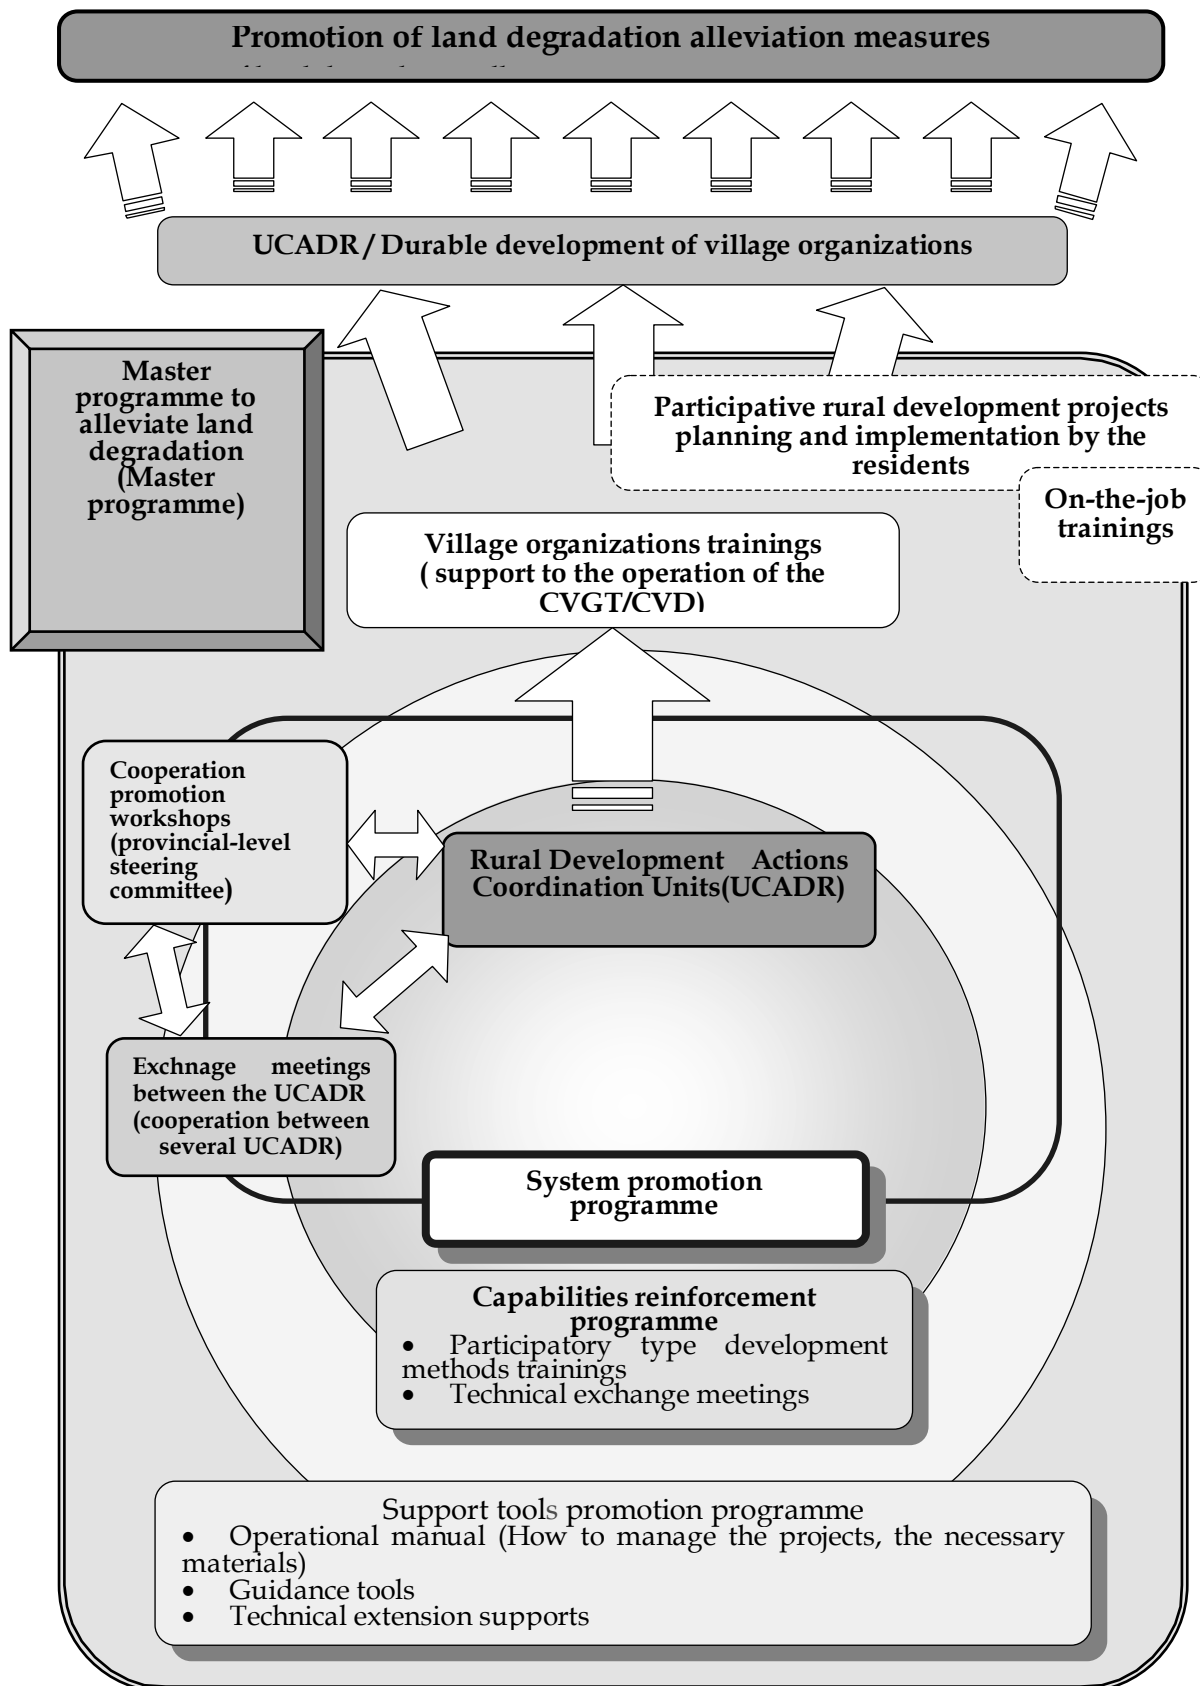 Promotion of land degradation alleviation measures
UCADR / Durable development of village organizations
Master
programme to
alleviate land
degradation
(Master
programme)
Participative rural development projects
planning and implementation by the
residents
On-the-job
trainings
Village organizations trainings
( support to the operation of the
CVGT/CVD)
Cooperation
promotion
workshops
(provincial-level
steering
committee)
Rural Development Actions
Coordination Units(UCADR)
Exchnage meetings
between the UCADR
(cooperation between
several UCADR)
System promotion
programme
Capabilities reinforcement
programme
• Participatory type development
methods trainings
• Technical exchange meetings
Support tools promotion programme
• Operational manual (How to manage the projects, the necessary
materials)
• Guidance tools
• Technical extension supports